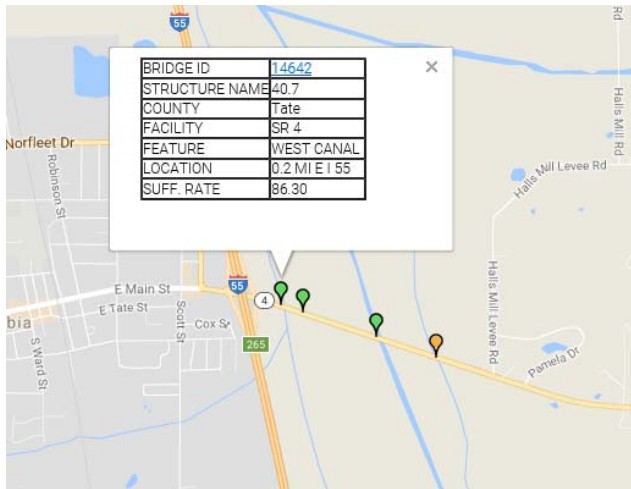 55
Rd
BRIDGE ID 14642
STRUCTURE NAME 40.7
COUNTY Tate
FACILITY SR 4
FEATURE WEST CANAL
LOCATION 0.2 MI E I 55
SUFF. RATE 86.30
×
Halls Mill Rd
Norfleet Dr
Robinson St
Halls Mill Levee Rd
E Main St
55
4
E Tate St
Scott St
Cox St
bia
265
S Ward St
Halls Mill Levee Rd
Pamela Dr